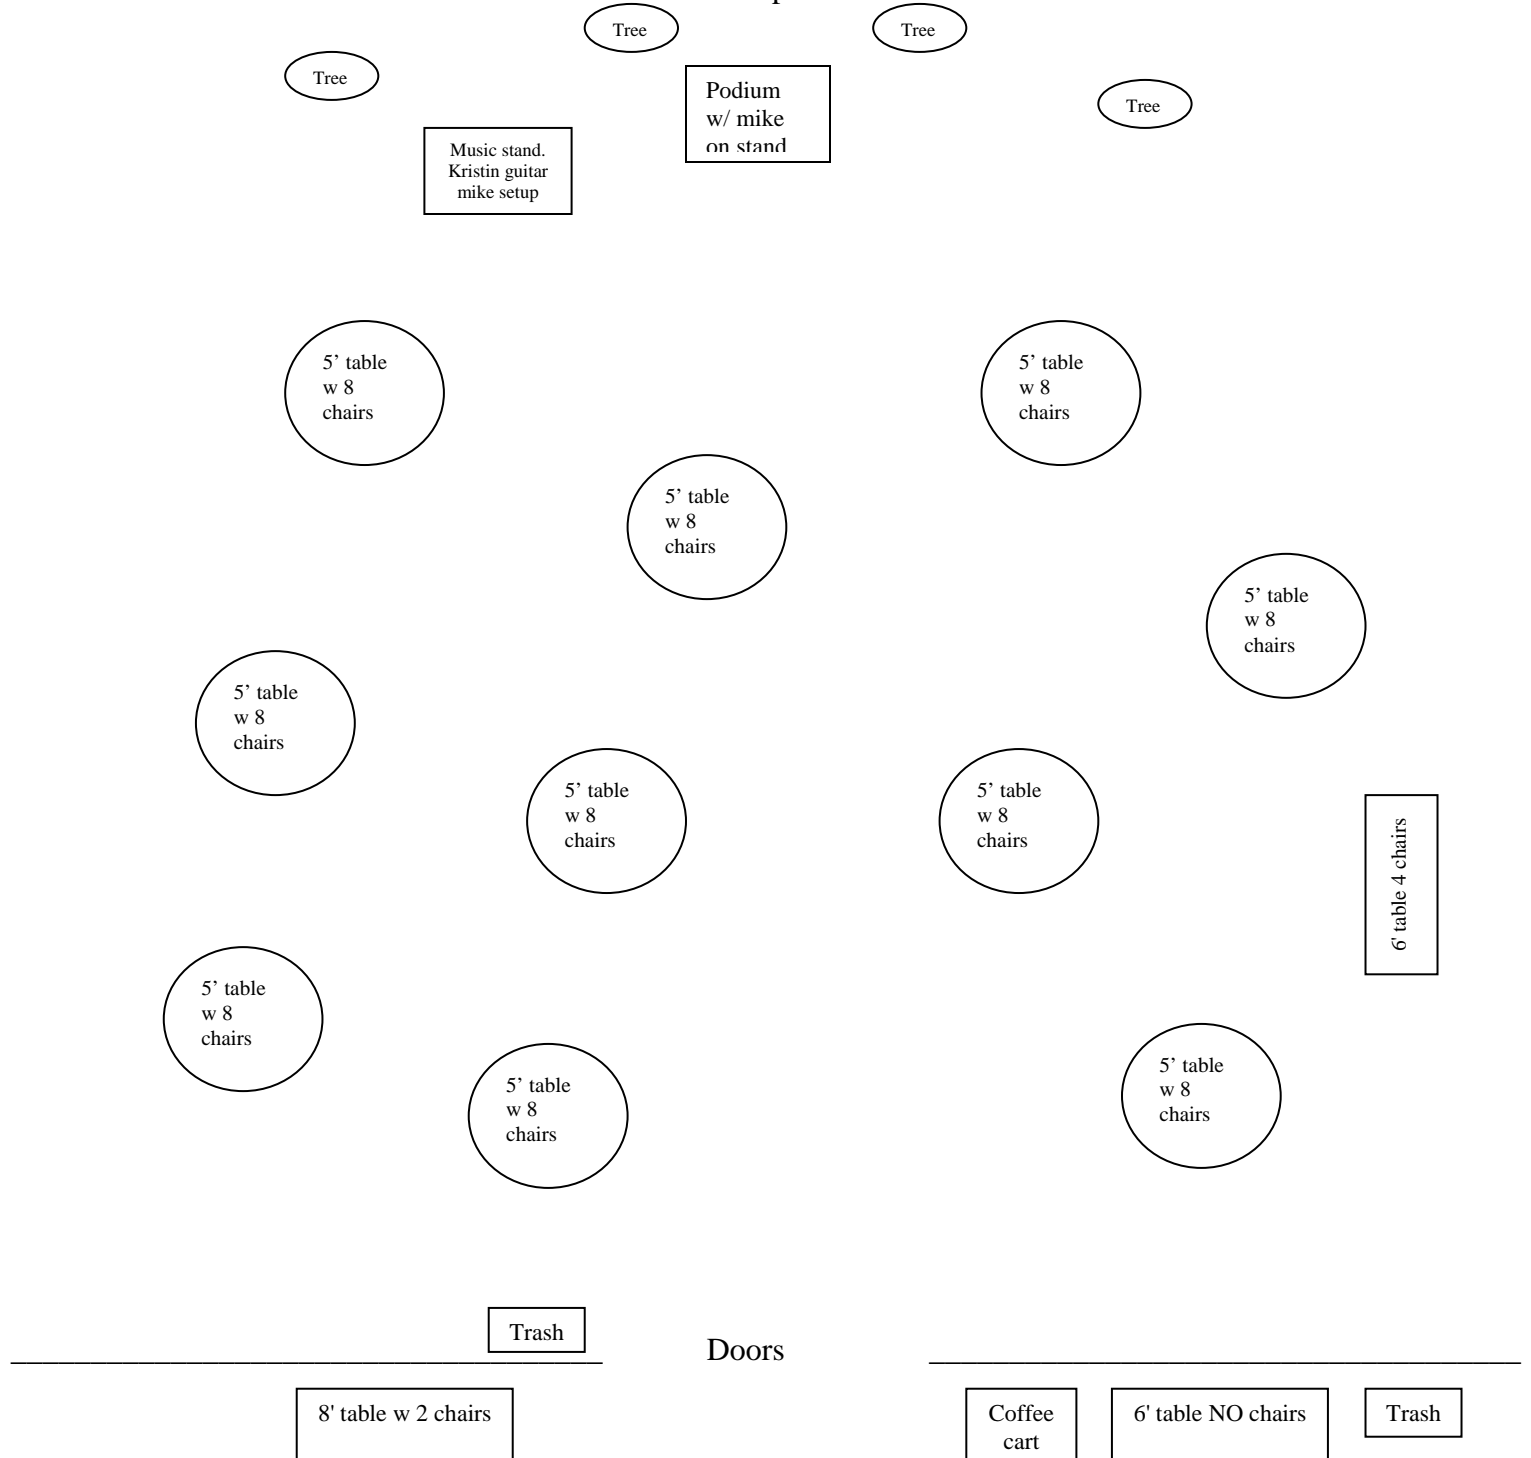 Tree
Tree
Tree
Tree
Podium
w/ mike
on stand
Music stand.
Kristin guitar
mike setup
5’ table
w 8
chairs
5’ table
w 8
chairs
5’ table
w 8
chairs
5’ table
w 8
chairs
5’ table
w 8
chairs
5’ table
w 8
chairs
5’ table
w 8
chairs
6' table 4 chairs
5’ table
w 8
chairs
5’ table
w 8
chairs
5’ table
w 8
chairs
Trash
Doors
8' table w 2 chairs
Coffee
cart
6' table NO chairs
Trash